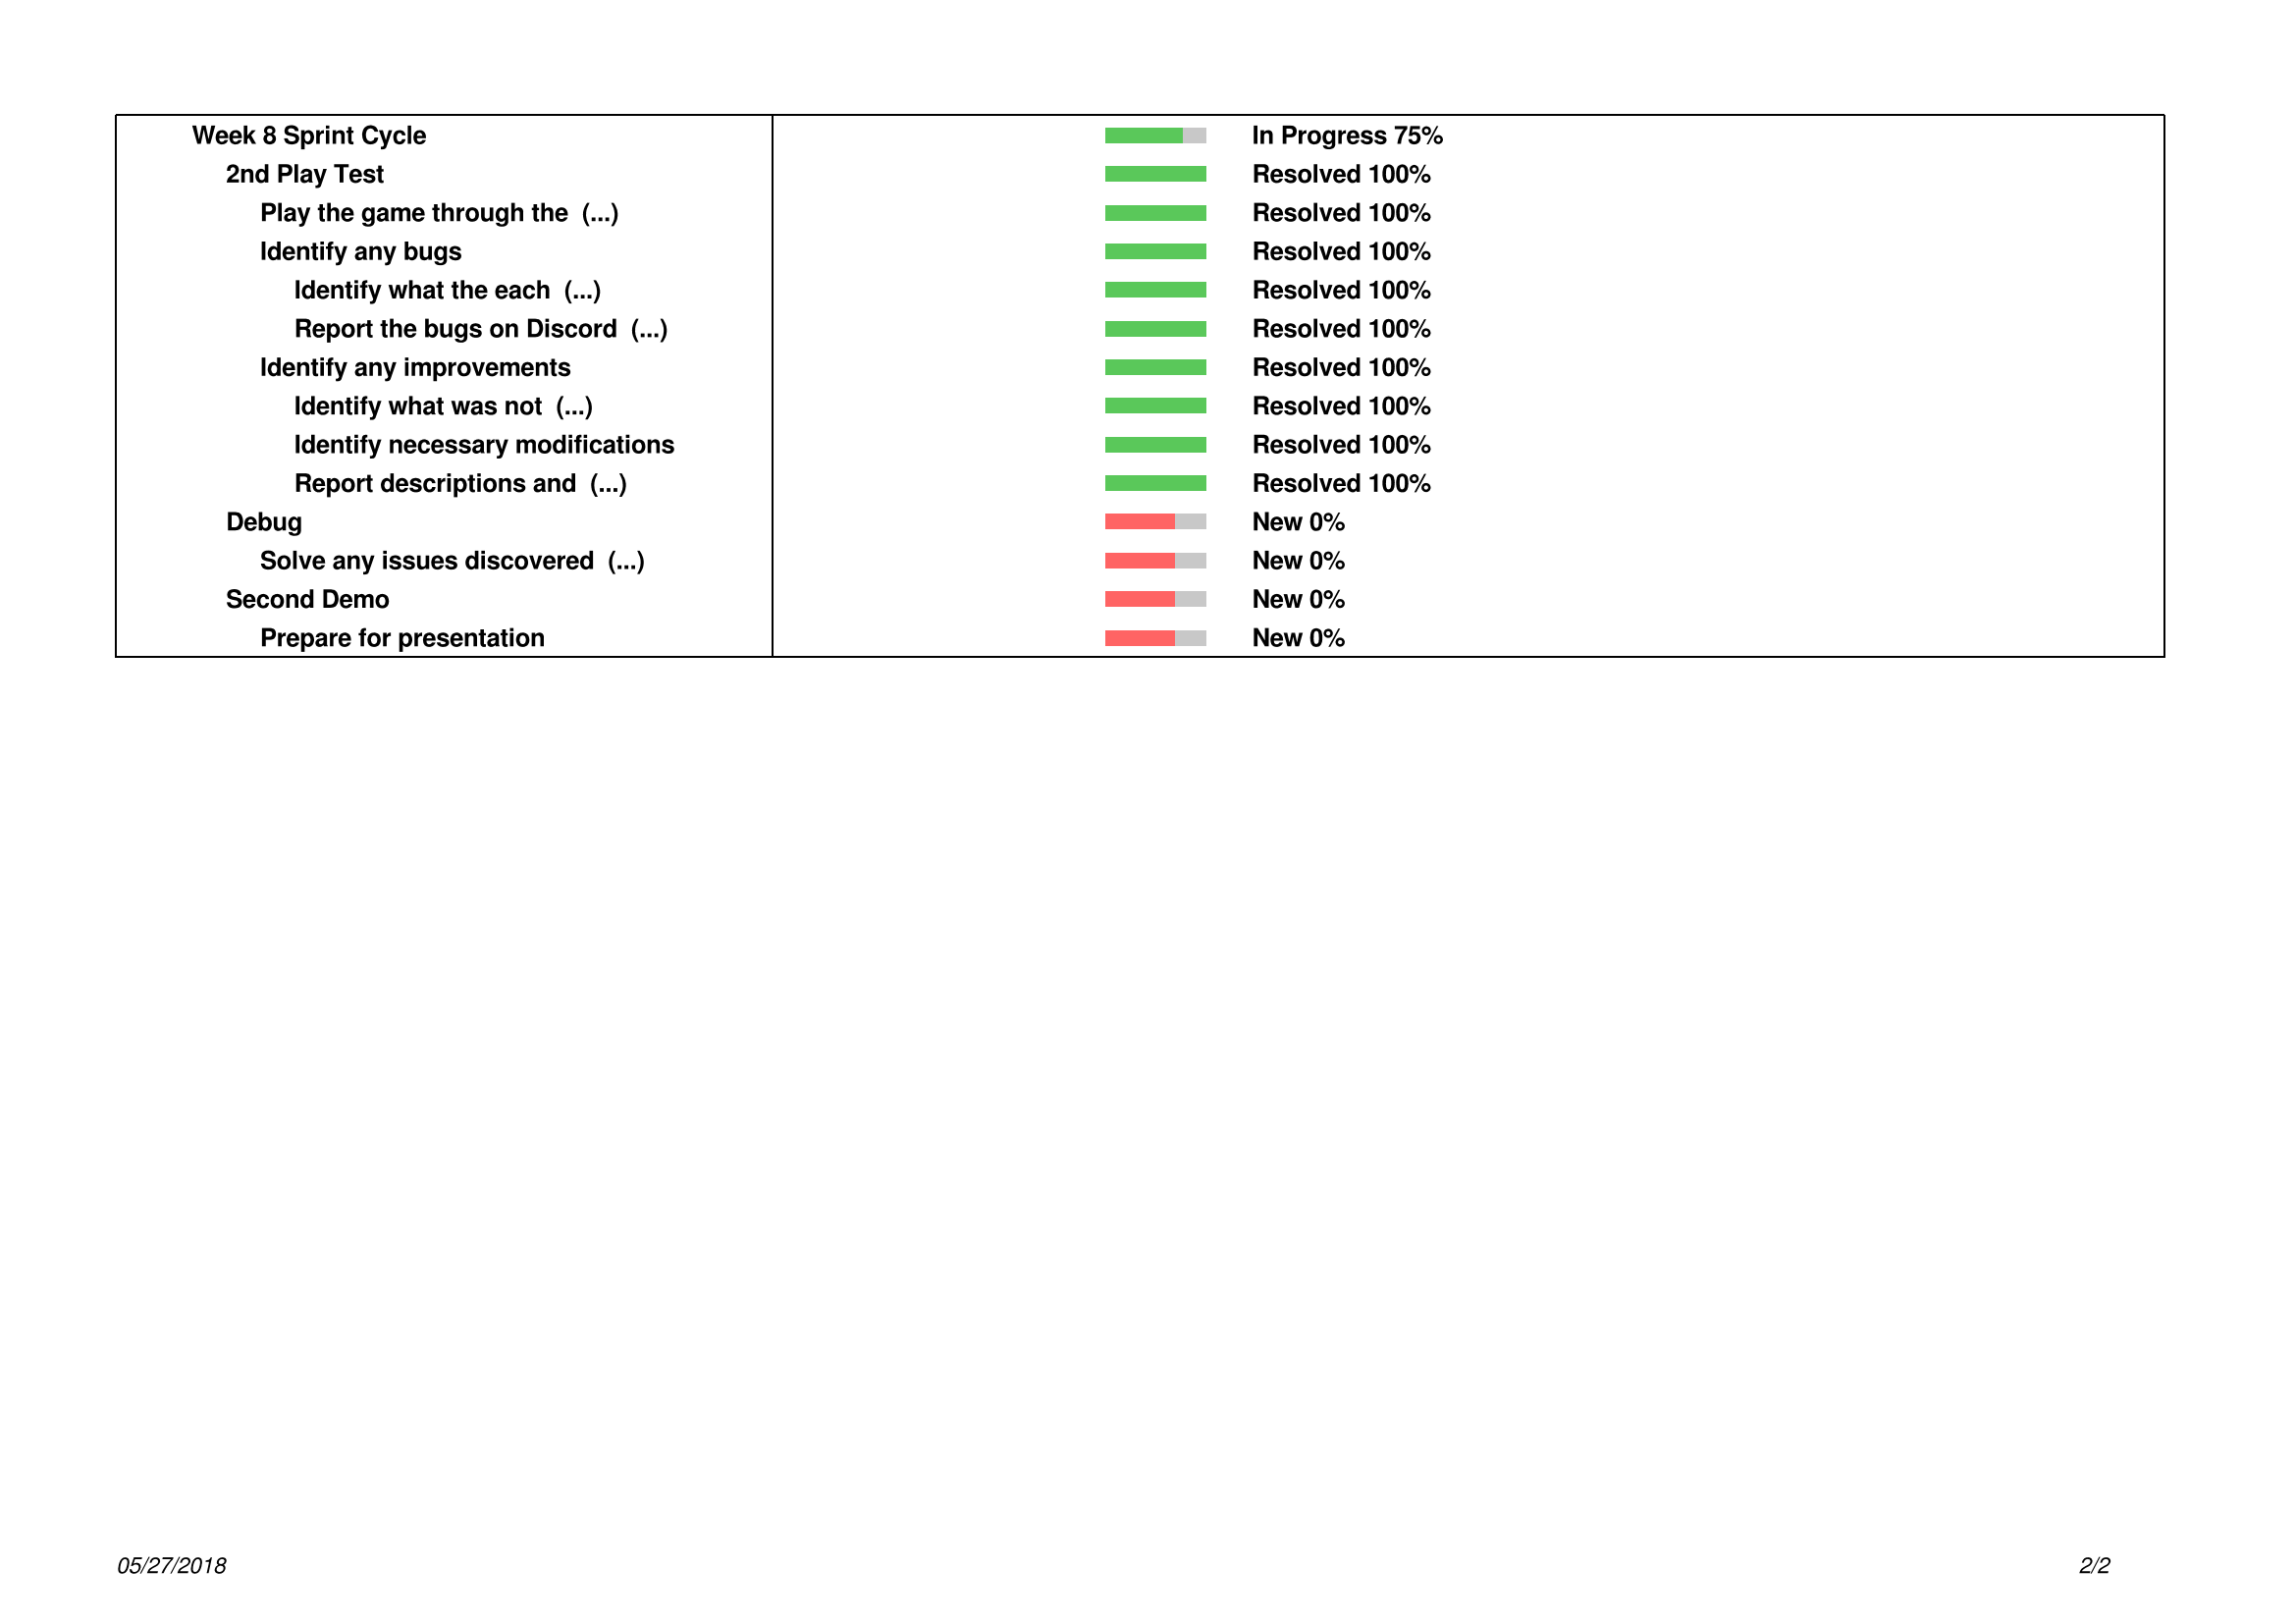 Week 8 Sprint Cycle In Progress 75%
2nd Play Test Resolved 100%
Play the game through the (...) Resolved 100%
Identify any bugs Resolved 100%
Identify what the each (...) Resolved 100%
Report the bugs on Discord (...) Resolved 100%
Identify any improvements Resolved 100%
Identify what was not (...) Resolved 100%
Identify necessary modifications Resolved 100%
Report descriptions and (...) Resolved 100%
Debug New 0%
Solve any issues discovered (...) New 0%
Second Demo New 0%
Prepare for presentation New 0%
05/27/2018 2/2